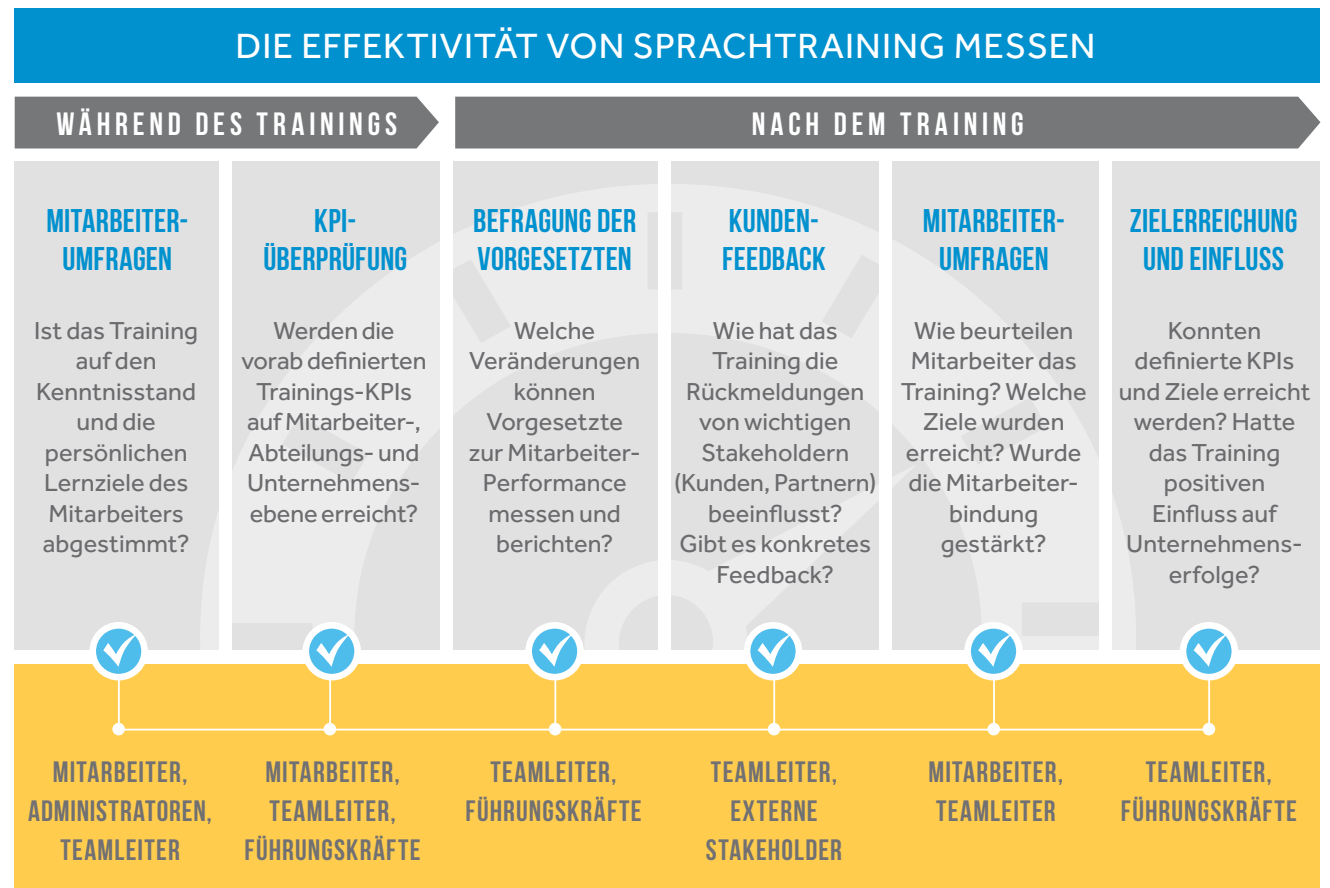 DIE EFFEKTIVITÄT VON SPRACHTRAINING MESSEN
WÄHREND DES TRAININGS
NACH DEM TRAINING
MITARBEITER-
UMFRAGEN
Ist das Training
auf den
Kenntnisstand
und die
persönlichen
Lernziele des
Mitarbeiters
abgestimmt?
KPI-
ÜBERPRÜFUNG
Werden die
vorab definierten
Trainings-KPIs
auf Mitarbeiter-,
Abteilungs- und
Unternehmens-
ebene erreicht?
BEFRAGUNG DER
VORGESETZTEN
Welche
Veränderungen
können
Vorgesetzte
zur Mitarbeiter-
Performance
messen und
berichten?
KUNDEN-
FEEDBACK
Wie hat das
Training die
Rückmeldungen
von wichtigen
Stakeholdern
(Kunden, Partnern)
beeinflusst?
Gibt es konkretes
Feedback?
MITARBEITER-
UMFRAGEN
Wie beurteilen
Mitarbeiter das
Training? Welche
Ziele wurden
erreicht? Wurde
die Mitarbeiter-
bindung
gestärkt?
ZIELERREICHUNG
UND EINFLUSS
Konnten
definierte KPIs
und Ziele erreicht
werden? Hatte
das Training
positiven
Einfluss auf
Unternehmens-
erfolge?
MITARBEITER,
ADMINISTRATOREN,
TEAMLEITER
MITARBEITER,
TEAMLEITER,
FÜHRUNGSKRÄFTE
TEAMLEITER,
FÜHRUNGSKRÄFTE
TEAMLEITER,
EXTERNE
STAKEHOLDER
MITARBEITER,
TEAMLEITER
TEAMLEITER,
FÜHRUNGSKRÄFTE